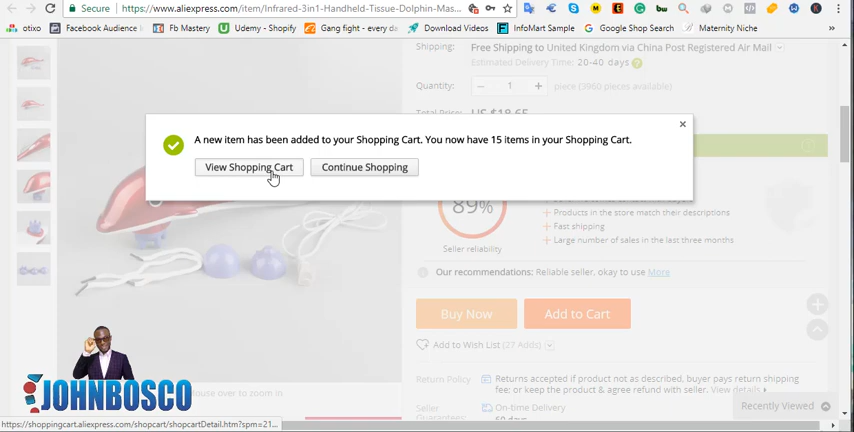 Secure
https://www.aliexpress.com/item/Infrared-3in1-Handheld-Tissue-Dolphin-Mas...
otixo
Facebook Audience I
Fb Mastery
Udemy - Shopify
Gang fight - every da
Download Videos
InfoMart Sample
Google Shop Search
Maternity Niche
»
Shipping:
Free Shipping to United Kingdom via China Post Registered Air Mail
Estimated Delivery Time: 20-40 days
Quantity:
1
piece (3960 pieces available)
Total Price:
US $18.65
A new item has been added to your Shopping Cart. You now have 15 items in your Shopping Cart.
View Shopping Cart
Continue Shopping
89%
Seller reliability
Products in the store match their descriptions
Fast shipping
Large number of sales in the last three months
Our recommendations: Reliable seller, okay to use More
Buy Now
Add to Cart
Add to Wish List (27 Adds)
Return Policy
Returns accepted if product not as described, buyer pays return shipping
fee; or keep the product & agree refund with seller. View details
Seller
Guarantees
On-time Delivery
Recently Viewed
JOHNBOSCO
https://shoppingcart.aliexpress.com/shopcart/shopcartDetail.htm?spm=21...